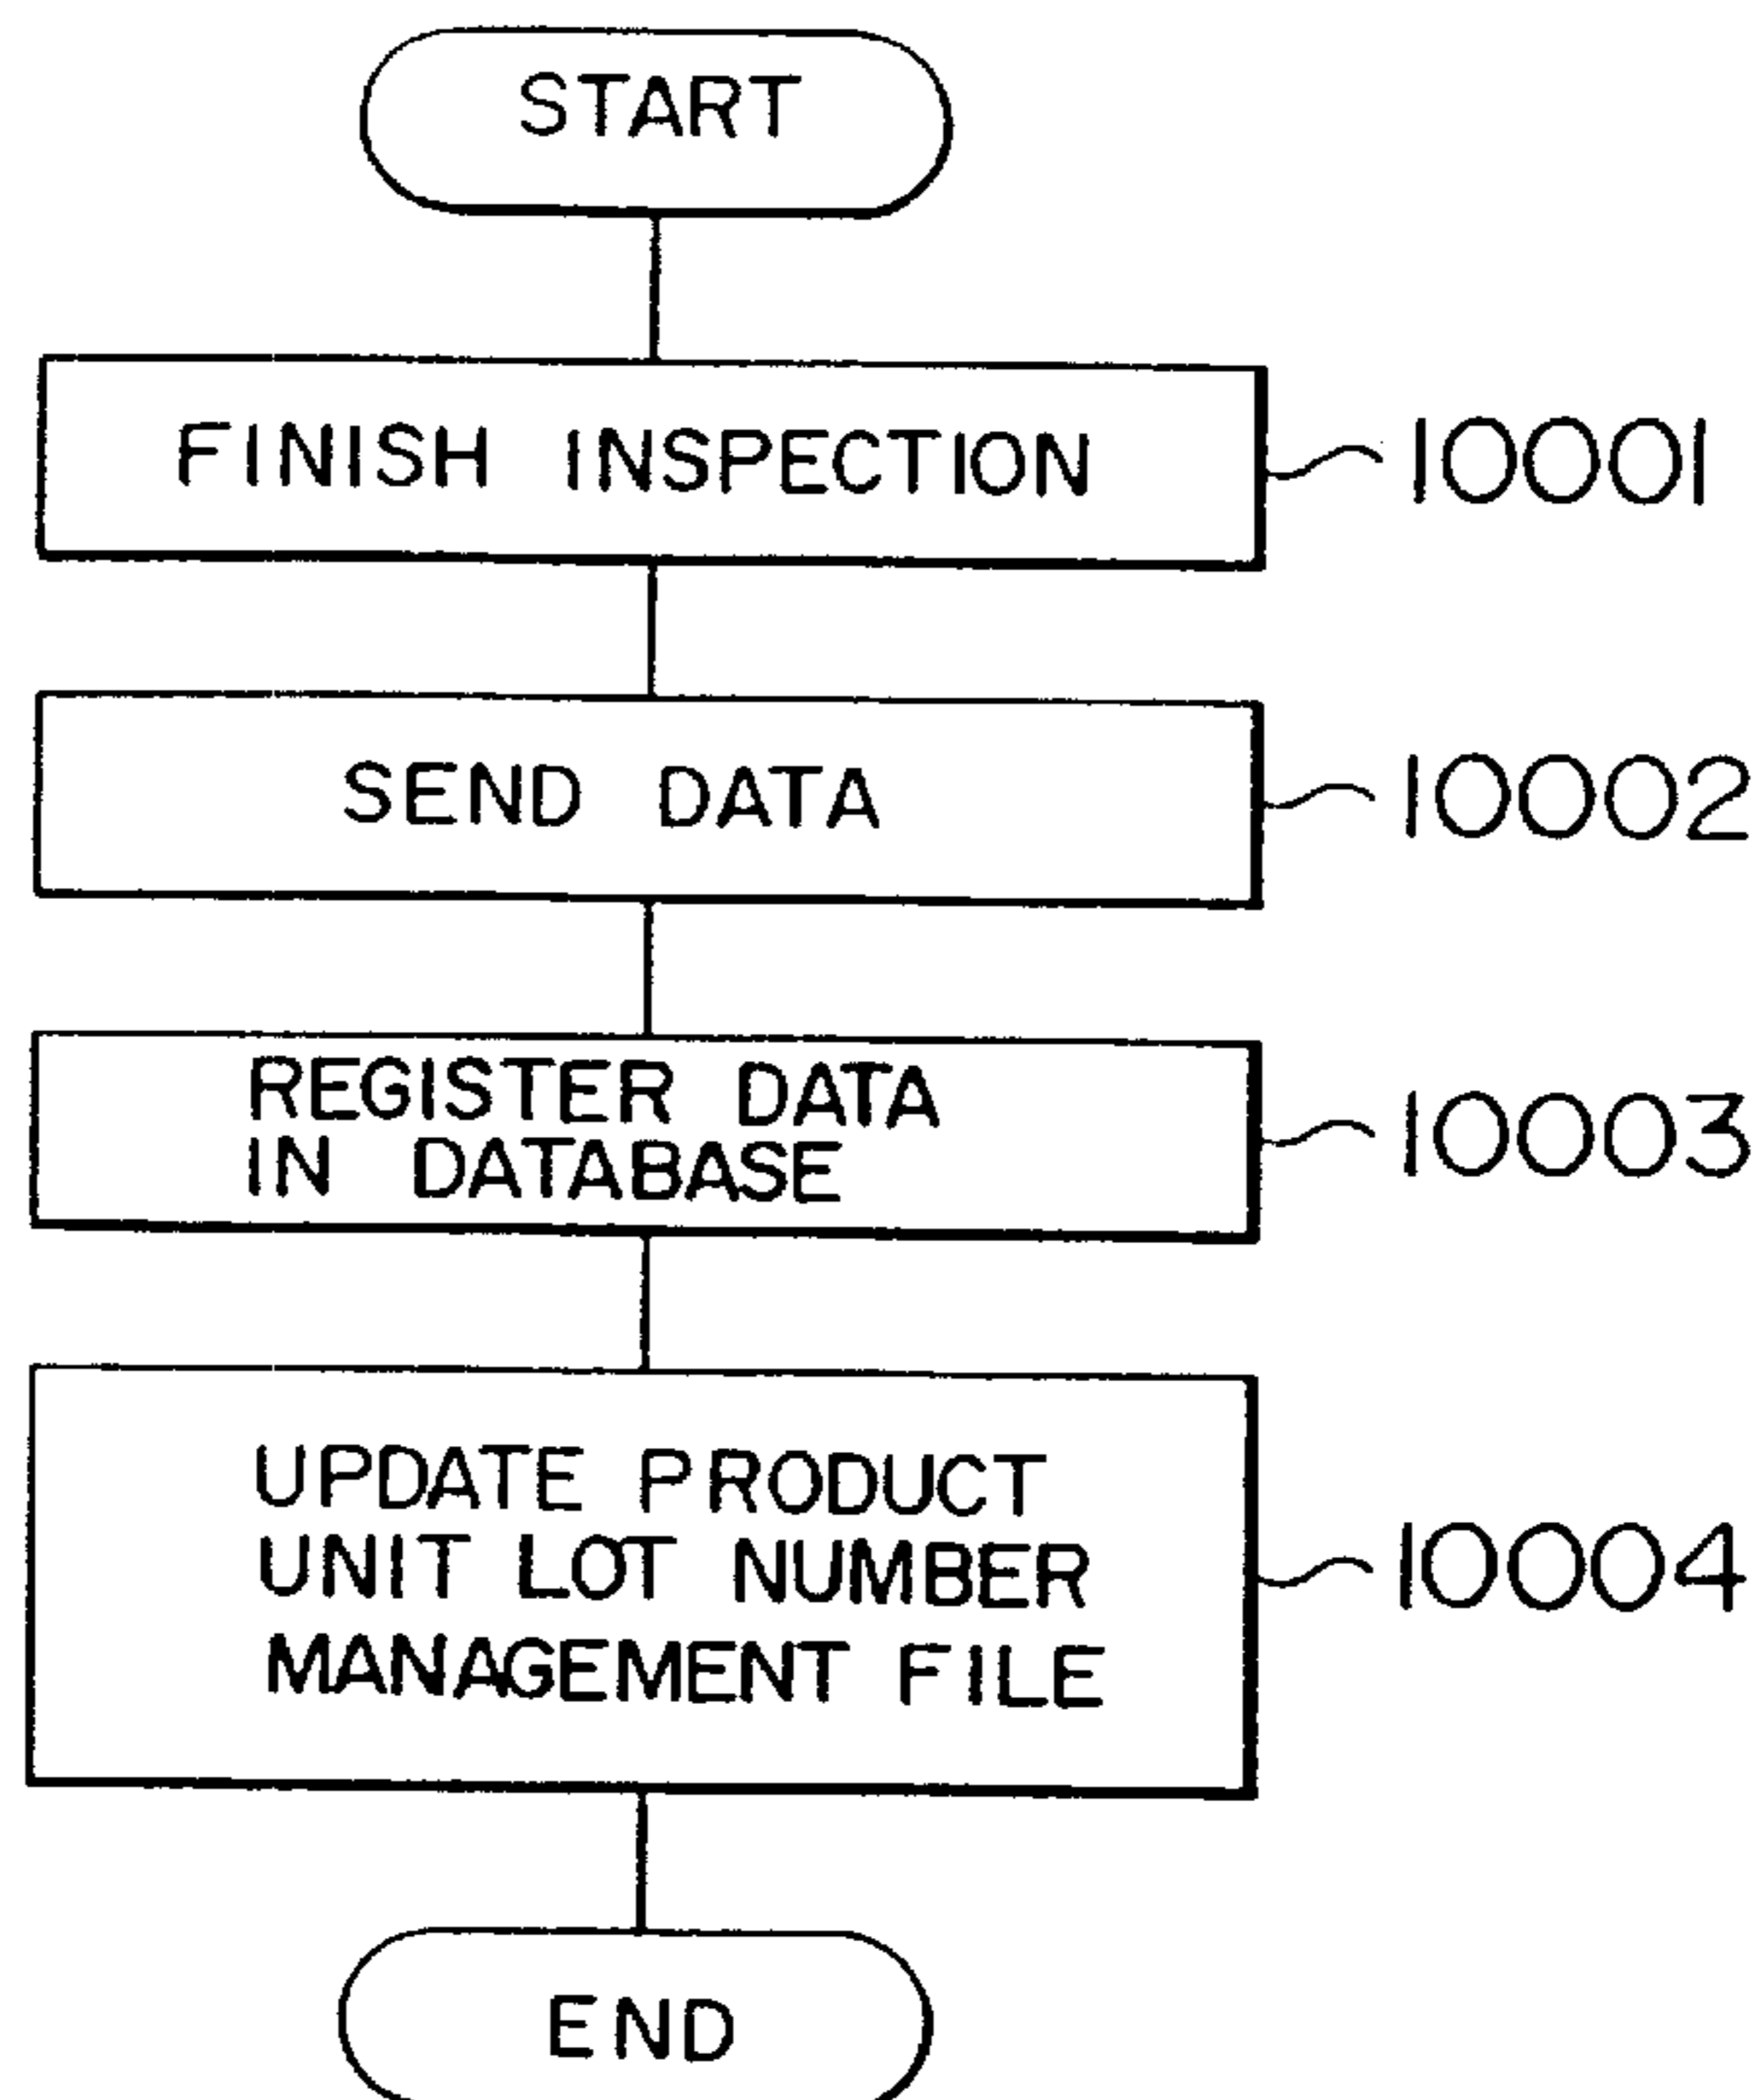 START
FINISH INSPECTION
10001
SEND DATA
10002
REGISTER DATA
IN DATABASE
10003
UPDATE PRODUCT
UNIT LOT NUMBER
MANAGEMENT FILE
10004
END